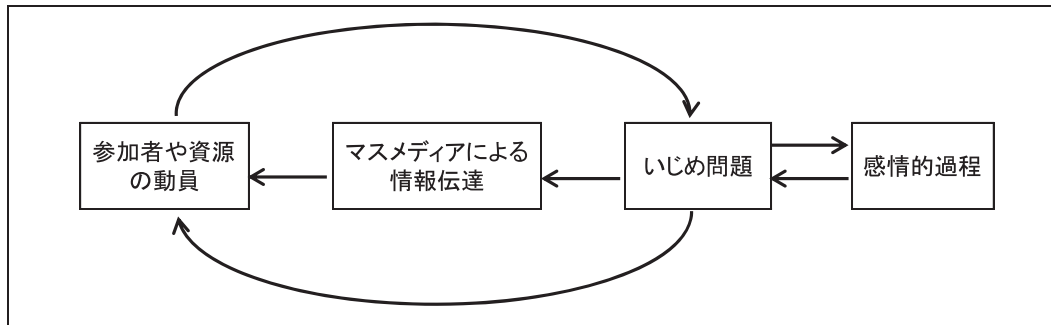 参加者や資源
の動員
マスメディアによる
情報伝達
いじめ問題
感情的過程